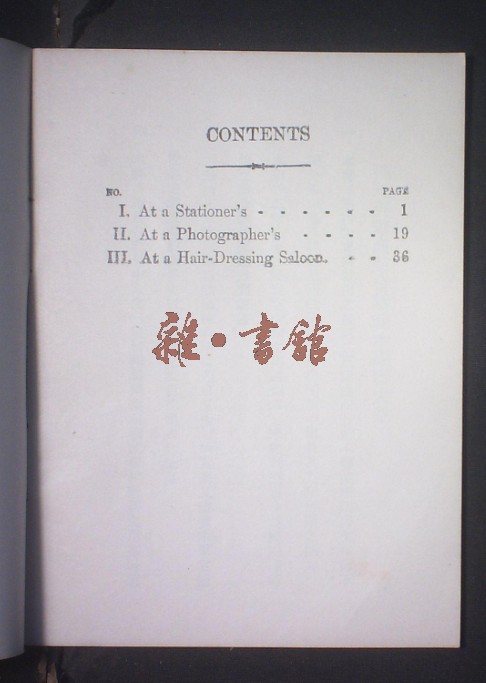 CONTENTS
NO. PAGE
I. At a Stationer's - - - - - - 1
II. At a Photographer's - - - - 19
III. At a Hair-Dressing Saloon. - - 36
雜·書館